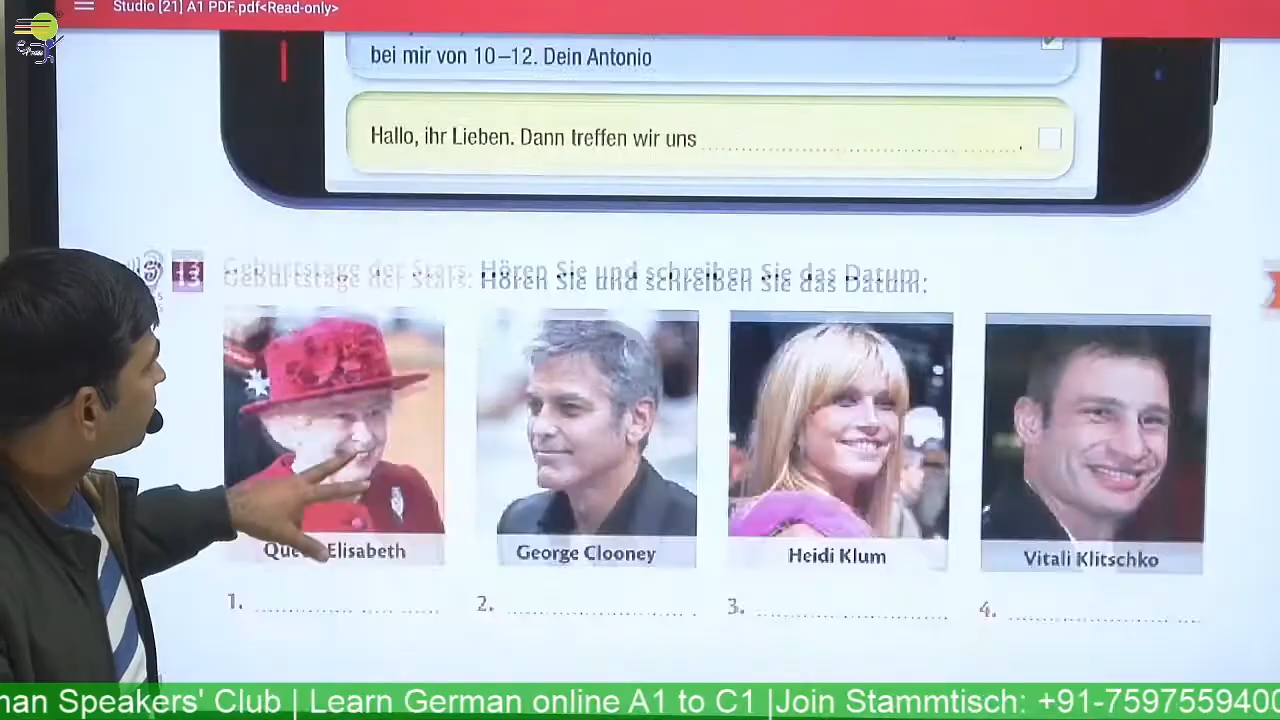 Studio [21] A1 PDF.pdf<Read-only>
bei mir von 10–12. Dein Antonio
Hallo, ihr Lieben. Dann treffen wir uns ........................................ .
13 Geburtstage der Stars: Hören Sie und schreiben Sie das Datum:
Elisabeth
George Clooney
Heidi Klum
Vitali Klitschko
1. ........................
2. ........................
3. ........................
4. ........................
Speakers' Club | Learn German online A1 to C1 |Join Stammtisch: +91-7597559400